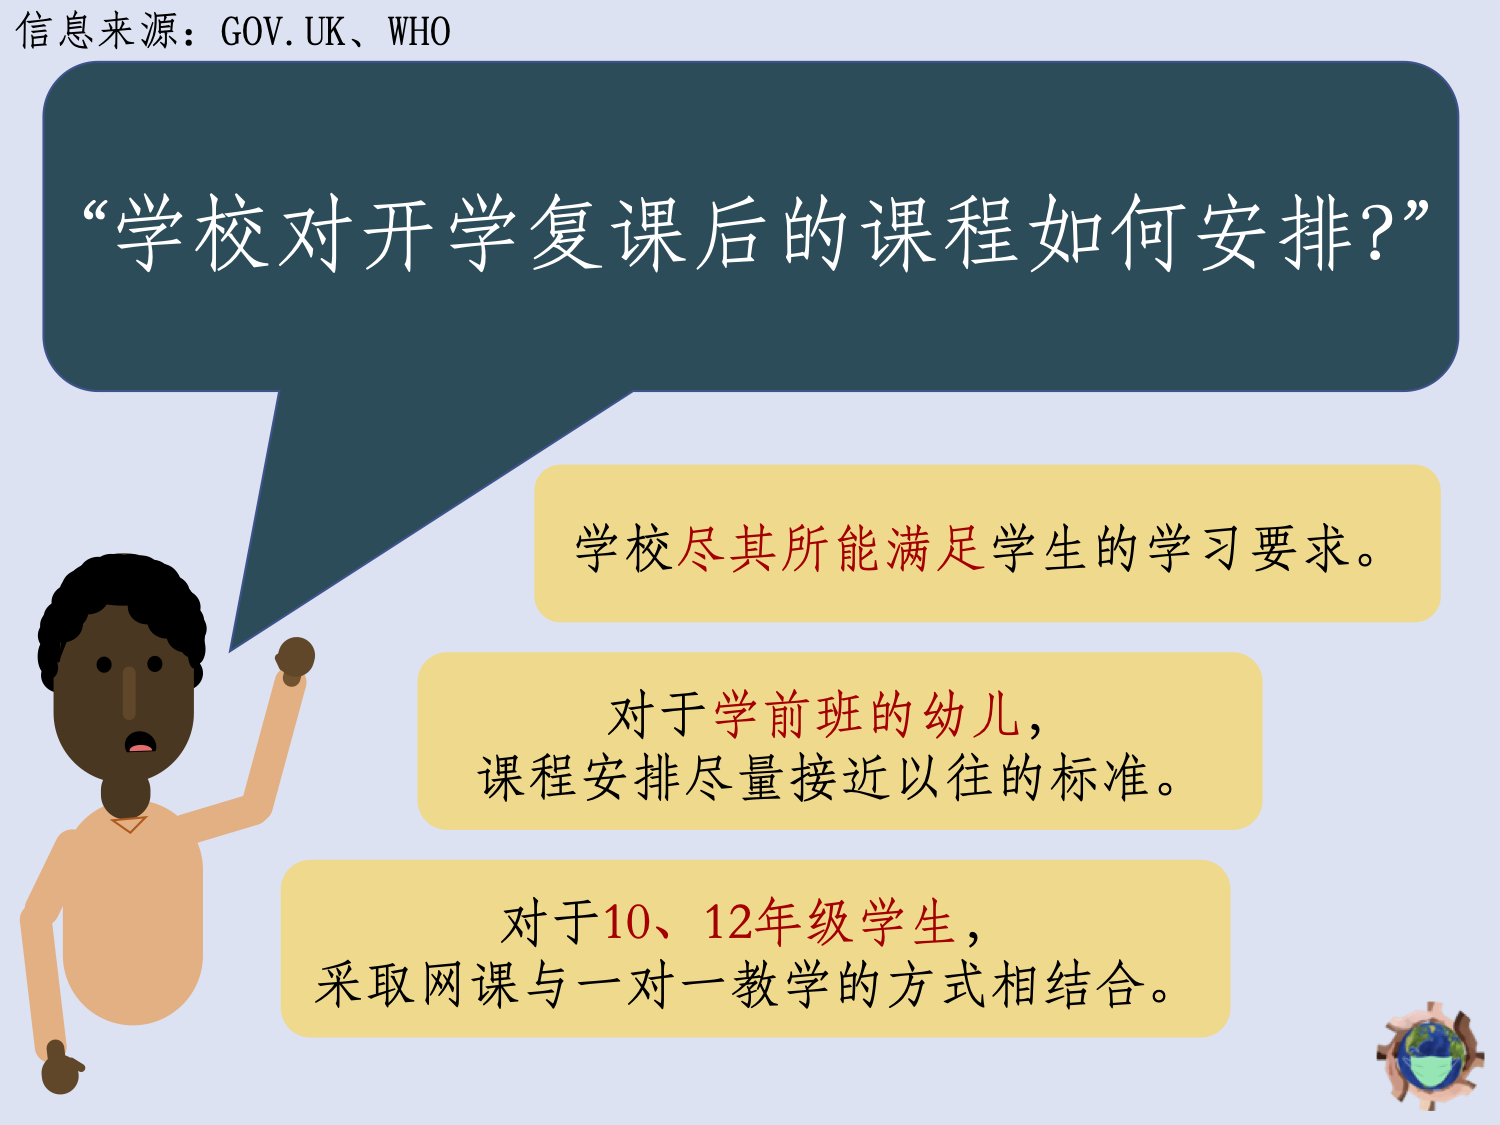 信息来源：GOV.UK、WHO
“学校对开学复课后的课程如何安排?”
学校尽其所能满足学生的学习要求。
对于学前班的幼儿，
课程安排尽量接近以往的标准。
对于10、12年级学生，
采取网课与一对一教学的方式相结合。